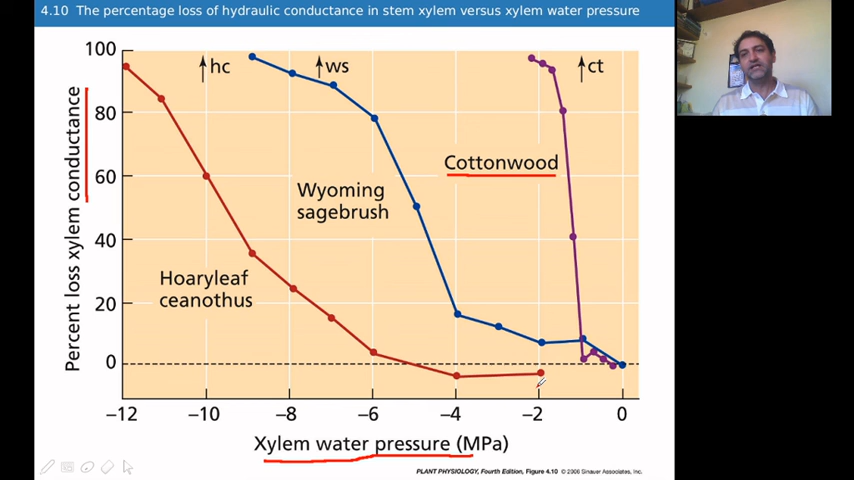 4.10 The percentage loss of hydraulic conductance in stem xylem versus xylem water pressure
Percent loss xylem conductance
100
80
60
40
20
0
hc
ws
ct
Cottonwood
Wyoming
sagebrush
Hoaryleaf
ceanothus
−12 −10 −8 −6 −4 −2 0
Xylem water pressure (MPa)
PLANT PHYSIOLOGY, Fourth Edition, Figure 4.10 © 2006 Sinauer Associates, Inc.